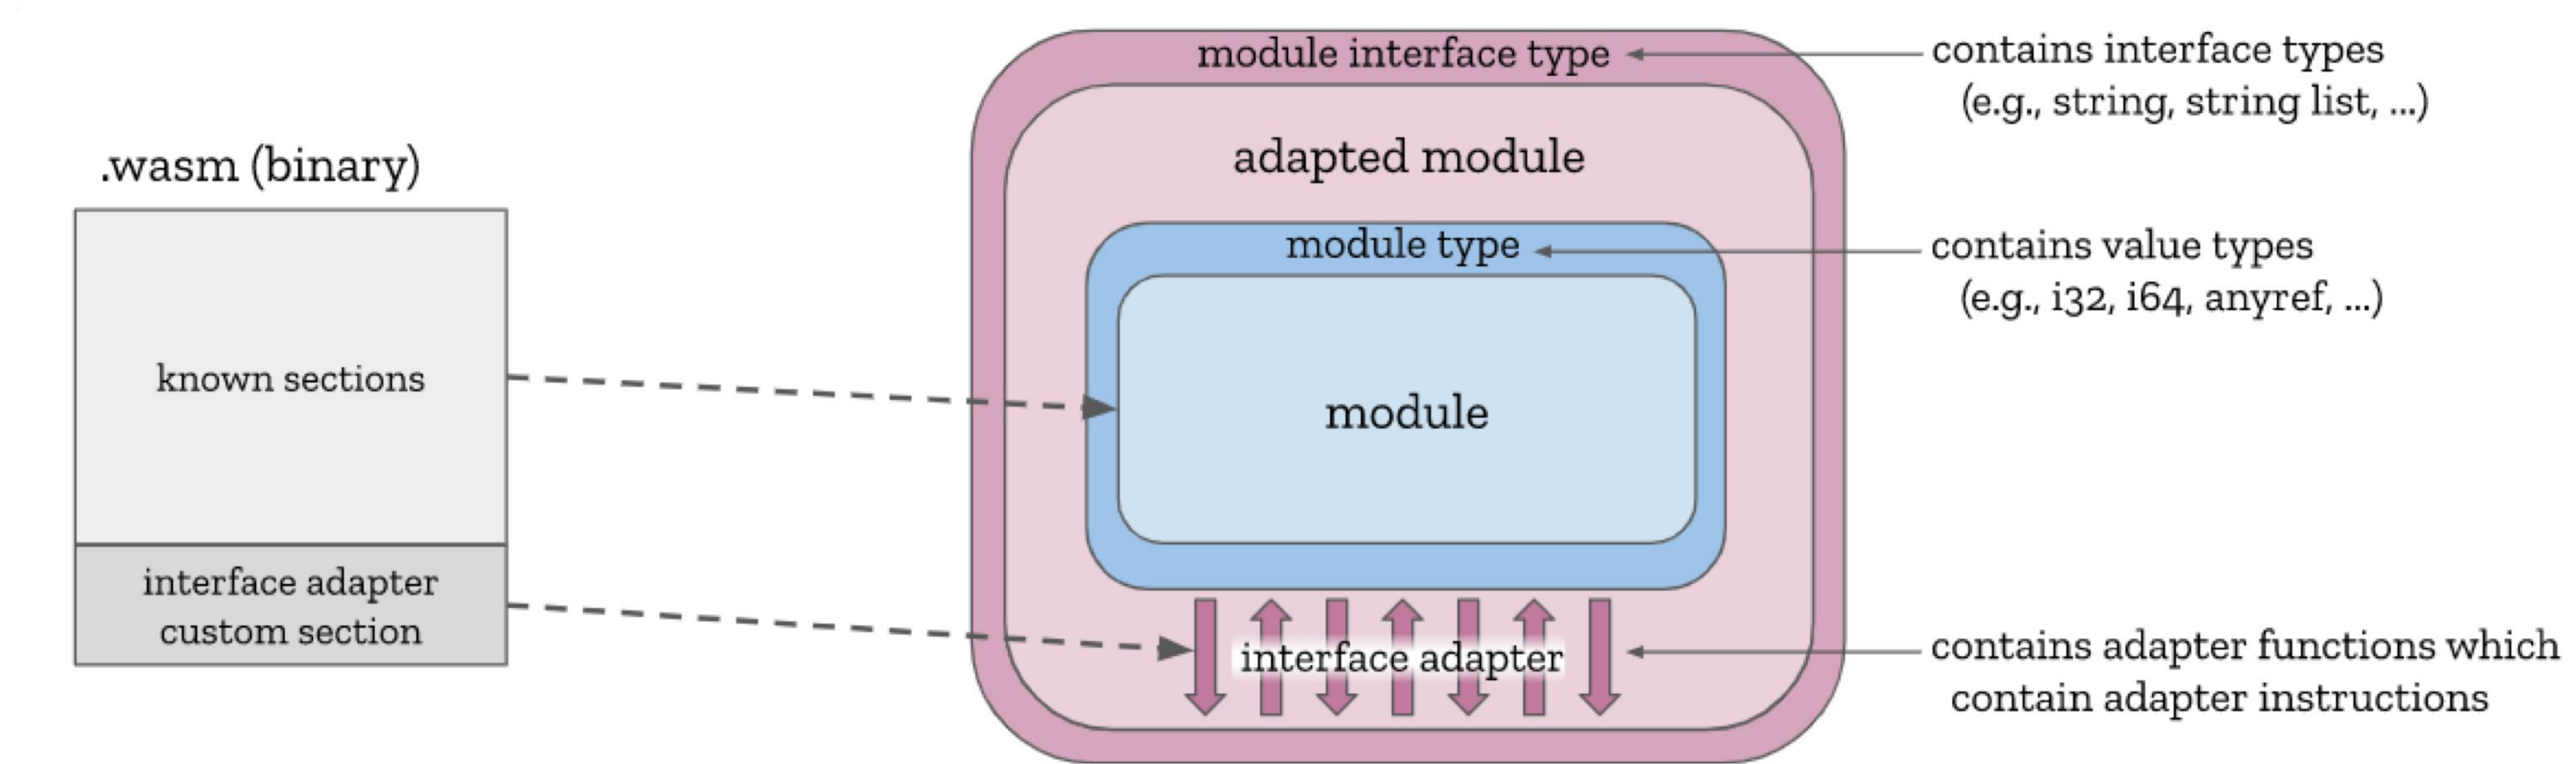 .wasm (binary)
known sections
interface adapter
custom section
module interface type
adapted module
module type
module
interface adapter
contains interface types
(e.g., string, string list, ...)
contains value types
(e.g., i32, i64, anyref, ...)
contains adapter functions which
contain adapter instructions